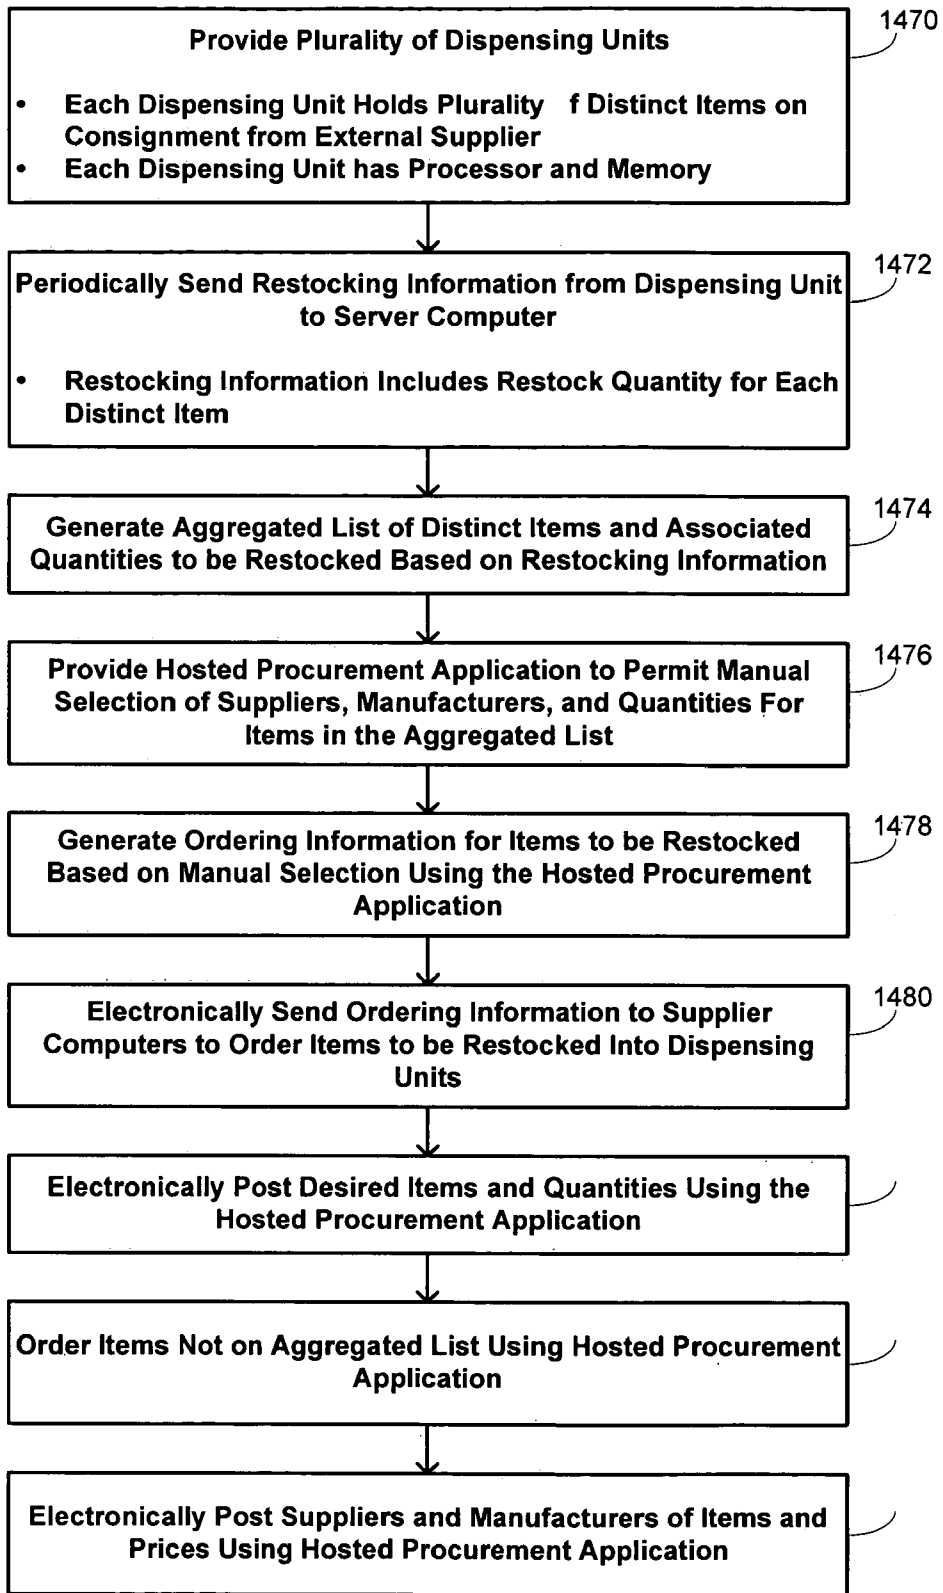 1470
Provide Plurality of Dispensing Units
• Each Dispensing Unit Holds Plurality f Distinct Items on
Consignment from External Supplier
• Each Dispensing Unit has Processor and Memory
1472
Periodically Send Restocking Information from Dispensing Unit
to Server Computer
• Restocking Information Includes Restock Quantity for Each
Distinct Item
1474
Generate Aggregated List of Distinct Items and Associated
Quantities to be Restocked Based on Restocking Information
1476
Provide Hosted Procurement Application to Permit Manual
Selection of Suppliers, Manufacturers, and Quantities For
Items in the Aggregated List
1478
Generate Ordering Information for Items to be Restocked
Based on Manual Selection Using the Hosted Procurement
Application
1480
Electronically Send Ordering Information to Supplier
Computers to Order Items to be Restocked Into Dispensing
Units
Electronically Post Desired Items and Quantities Using the
Hosted Procurement Application
Order Items Not on Aggregated List Using Hosted Procurement
Application
Electronically Post Suppliers and Manufacturers of Items and
Prices Using Hosted Procurement Application